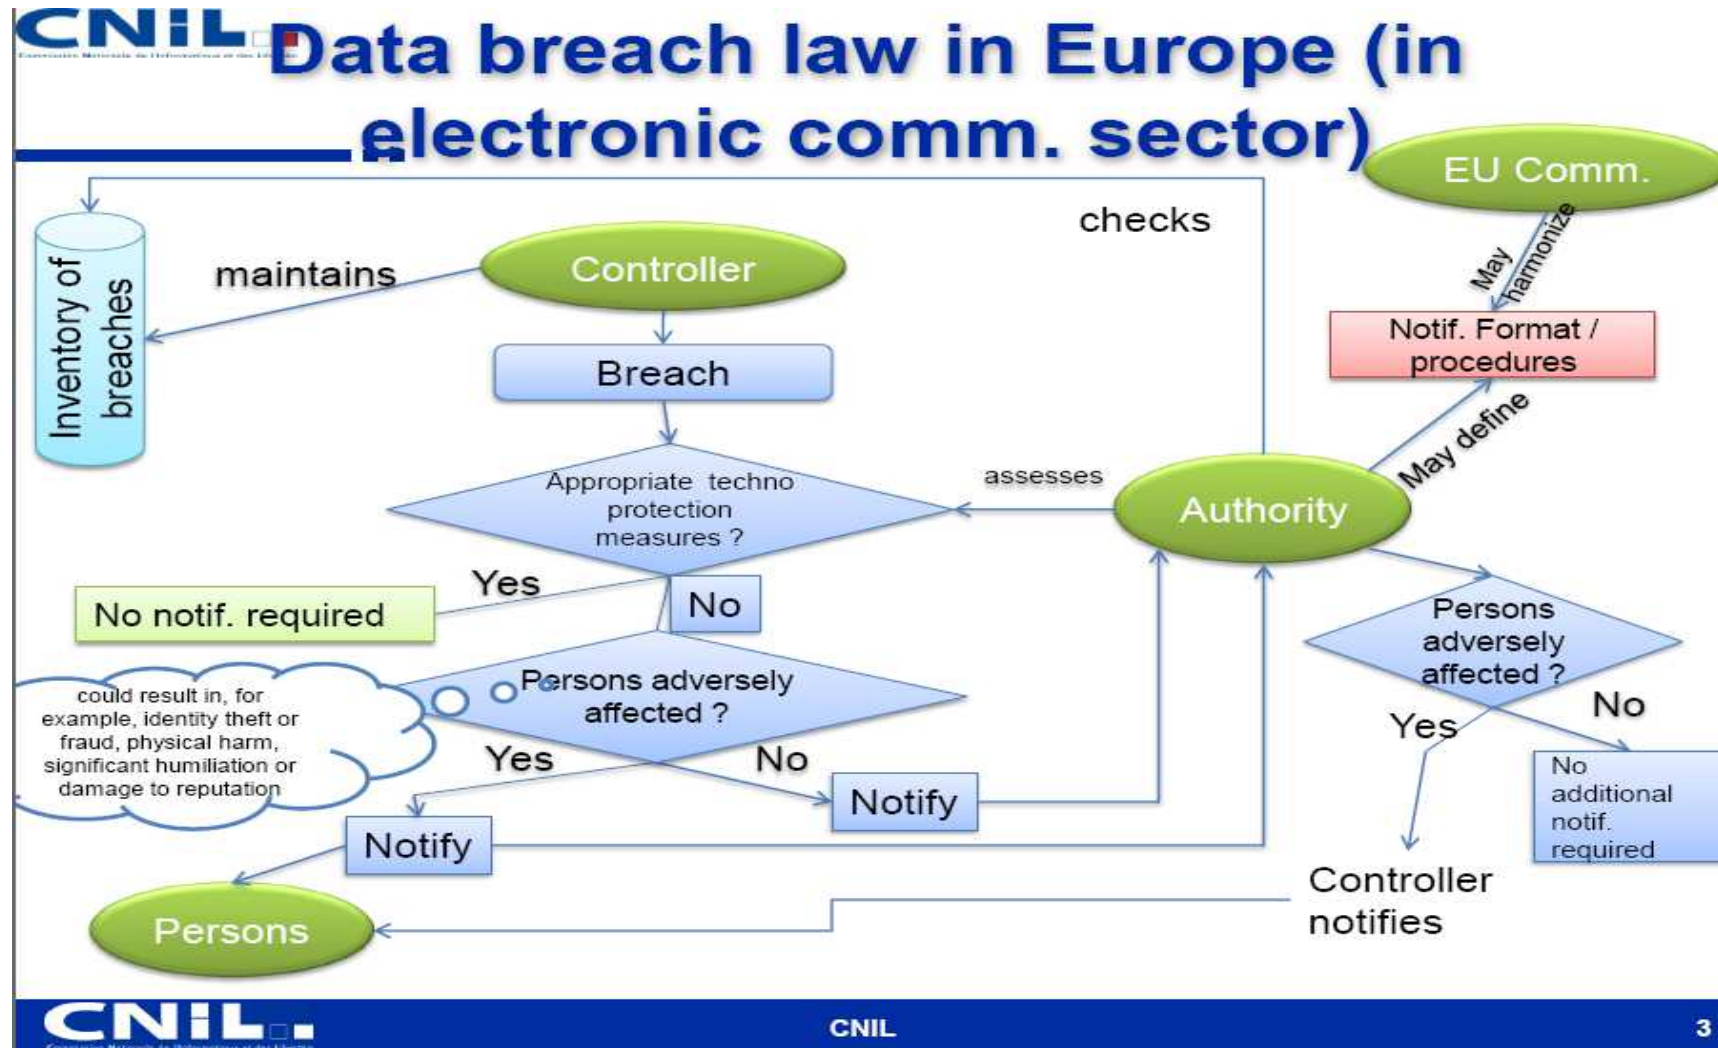 CNIL
Data breach law in Europe (in
electronic comm. sector)
EU Comm.
checks
May
harmonize
Inventory of
breaches
maintains
Controller
Notif. Format /
procedures
Breach
May define
Appropriate techno
protection
measures ?
assesses
Authority
Yes
No notif. required
No
Persons
adversely
affected ?
Persons adversely
affected ?
could result in, for
example, identity theft or
fraud, physical harm,
significant humiliation or
damage to reputation
Yes
No
Yes
No
Notify
No
additional
notif.
required
Notify
Controller
notifies
Persons
CNIL
CNIL
3